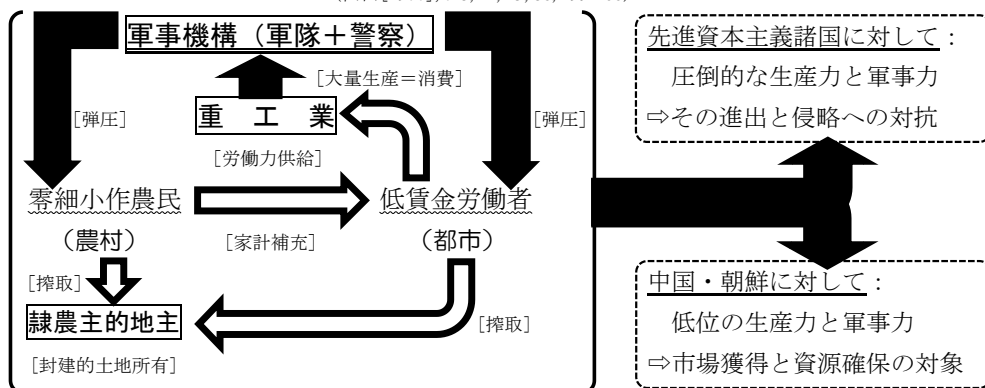 軍事機構（軍隊＋警察）
[大量生産＝消費]
[弾圧]
重 工 業
[弾圧]
[労働力供給]
零細小作農民
低賃金労働者
（農村）
[家計補充]
（都市）
[搾取]
隷農主的地主
[搾取]
[封建的土地所有]
先進資本主義諸国に対して：
圧倒的な生産力と軍事力
⇨その進出と侵略への対抗
中国・朝鮮に対して：
低位の生産力と軍事力
⇨市場獲得と資源確保の対象